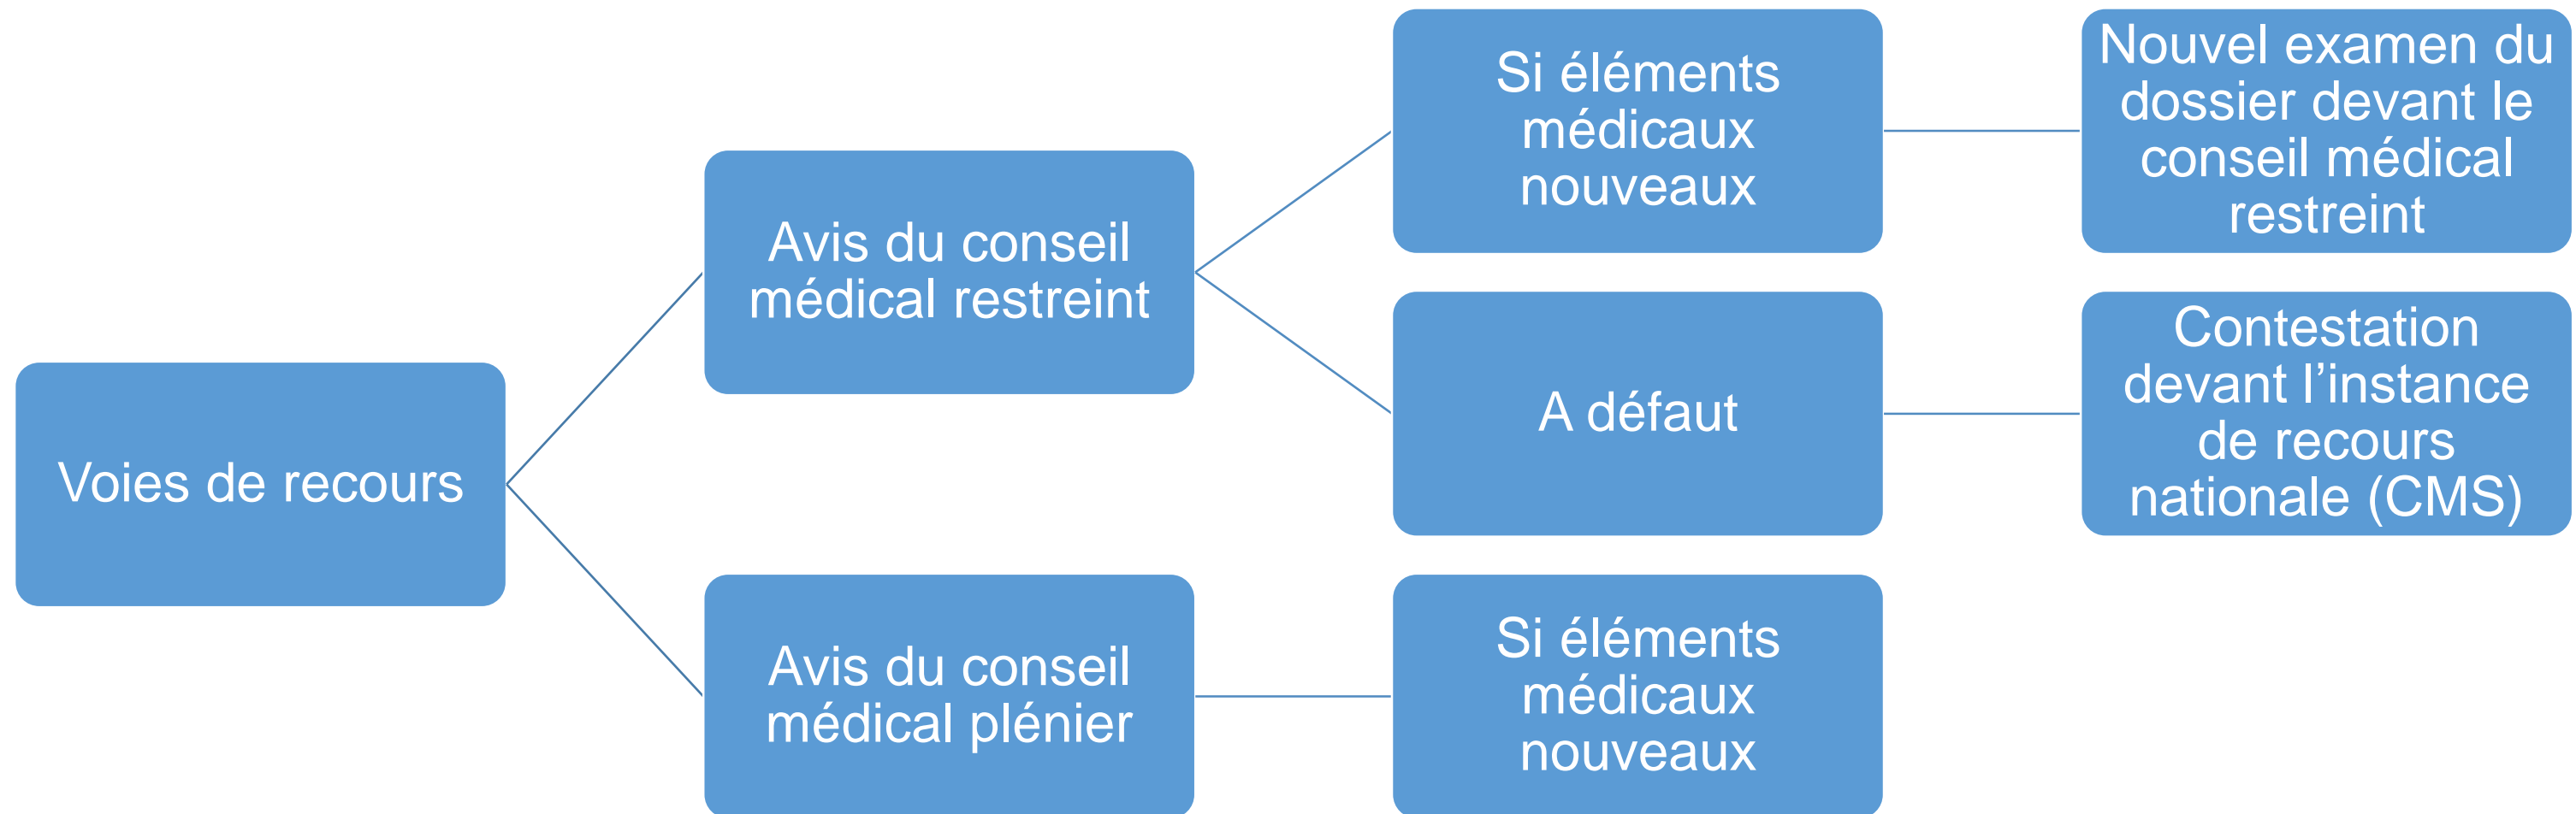 Voies de recours
Avis du conseil
médical restreint
Si éléments
médicaux
nouveaux
Nouvel examen du
dossier devant le
conseil médical
restreint
A défaut
Contestation
devant l’instance
de recours
nationale (CMS)
Avis du conseil
médical plénier
Si éléments
médicaux
nouveaux